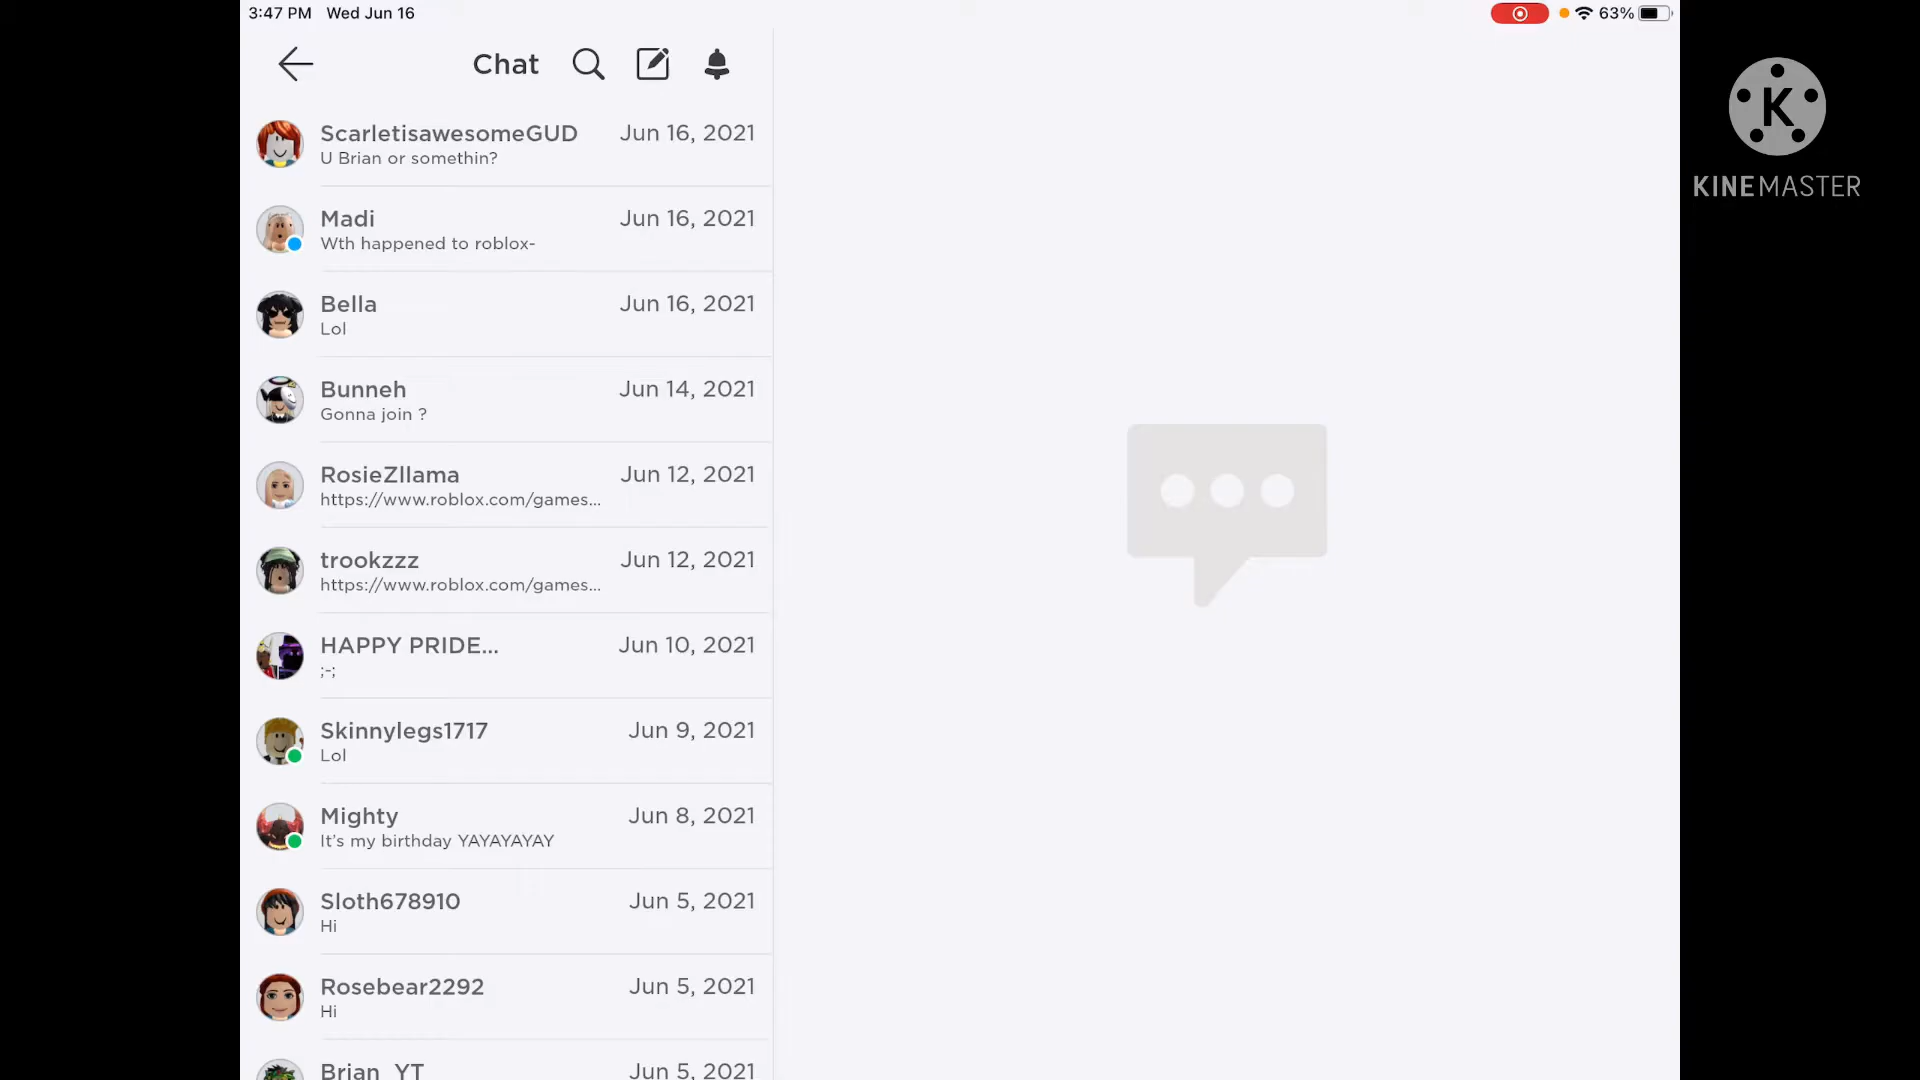 3:47 PM Wed Jun 16
63%
Chat
ScarletisawesomeGUD Jun 16, 2021
U Brian or somethin?
Madi Jun 16, 2021
Wth happened to roblox-
Bella Jun 16, 2021
Lol
Bunneh Jun 14, 2021
Gonna join ?
RosieZllama Jun 12, 2021
https://www.roblox.com/games...
trookzzz Jun 12, 2021
https://www.roblox.com/games...
HAPPY PRIDE... Jun 10, 2021
;-;
Skinnylegs1717 Jun 9, 2021
Lol
Mighty Jun 8, 2021
It's my birthday YAYAYAYAY
Sloth678910 Jun 5, 2021
Hi
Rosebear2292 Jun 5, 2021
Hi
Brian_YT Jun 5, 2021
K
KINEMASTER